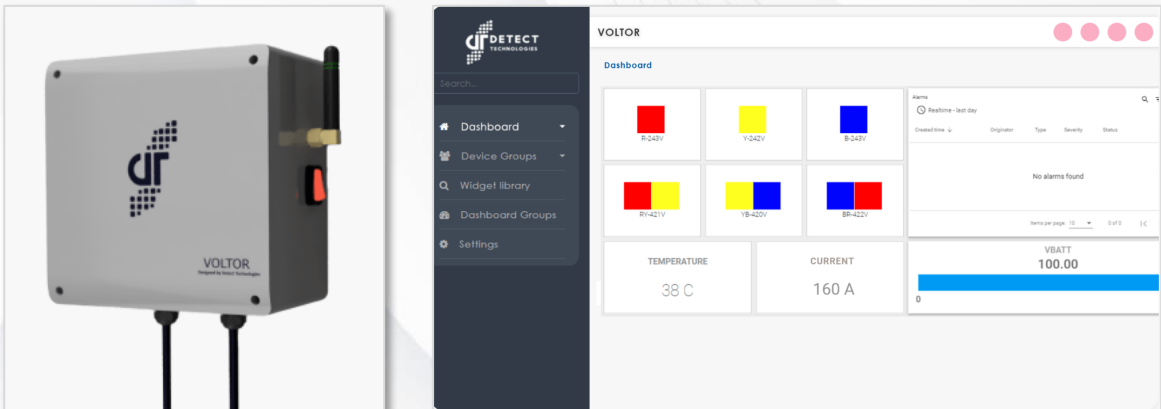 dr
VOLTOR
Designed by Detect Technologies
dr DETECT
TECHNOLOGIES
Search...
Dashboard
Device Groups
Widget library
Dashboard Groups
Settings
VOLTOR
Dashboard
R-243V
Y-242V
B-243V
RY-421V
YB-420V
BR-422V
TEMPERATURE
38 C
CURRENT
160 A
Alarms
Realtime - last day
Created time Originator Type Severity Status
No alarms found
Items per page: 10 0 of 0
VBATT
100.00
0